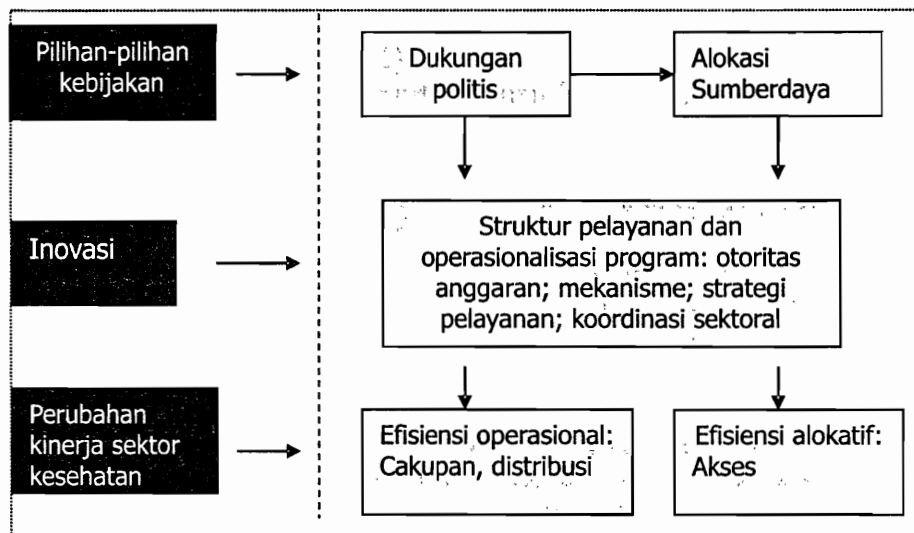 Pilihan-pilihan
kebijakan
Dukungan
politis
Alokasi
Sumberdaya
Inovasi
Struktur pelayanan dan
operasionalisasi program: otoritas
anggaran; mekanisme; strategi
pelayanan; koordinasi sektoral
Perubahan
kinerja sektor
kesehatan
Efisiensi operasional:
Cakupan, distribusi
Efisiensi alokatif:
Akses